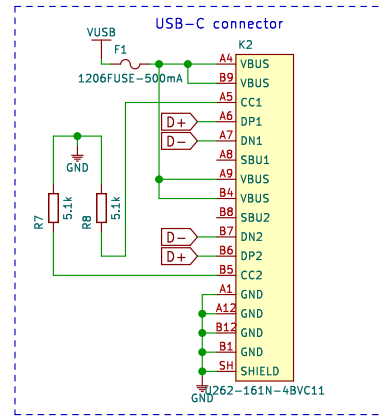 USB-C connector
VUSB
F1
1206FUSE-500mA
K2
A4 VBUS
B9 VBUS
A5 CC1
D+ A6 DP1
D- A7 DN1
A8 SBU1
A9 VBUS
B4 VBUS
B8 SBU2
D- B7 DN2
D+ B6 DP2
B5 CC2
A1 GND
A12 GND
B12 GND
B1 GND
SH SHIELD
GND
R7 5.1k
R8 5.1k
U262-161N-4BVC11
GND